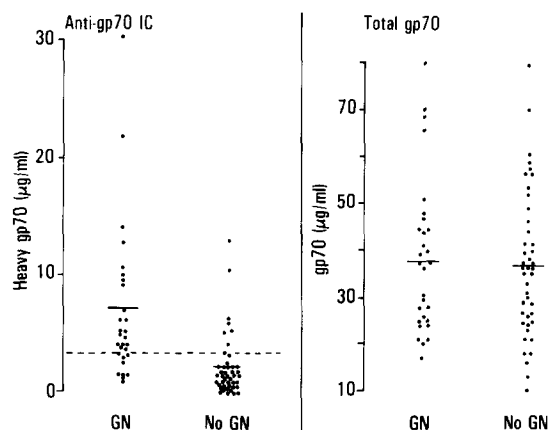 Anti-gp70 IC
Total gp70
Heavy gp70 (µg/ml)
30
20
10
0
GN
No GN
gp70 (µg/ml)
70
50
30
10
GN
No GN